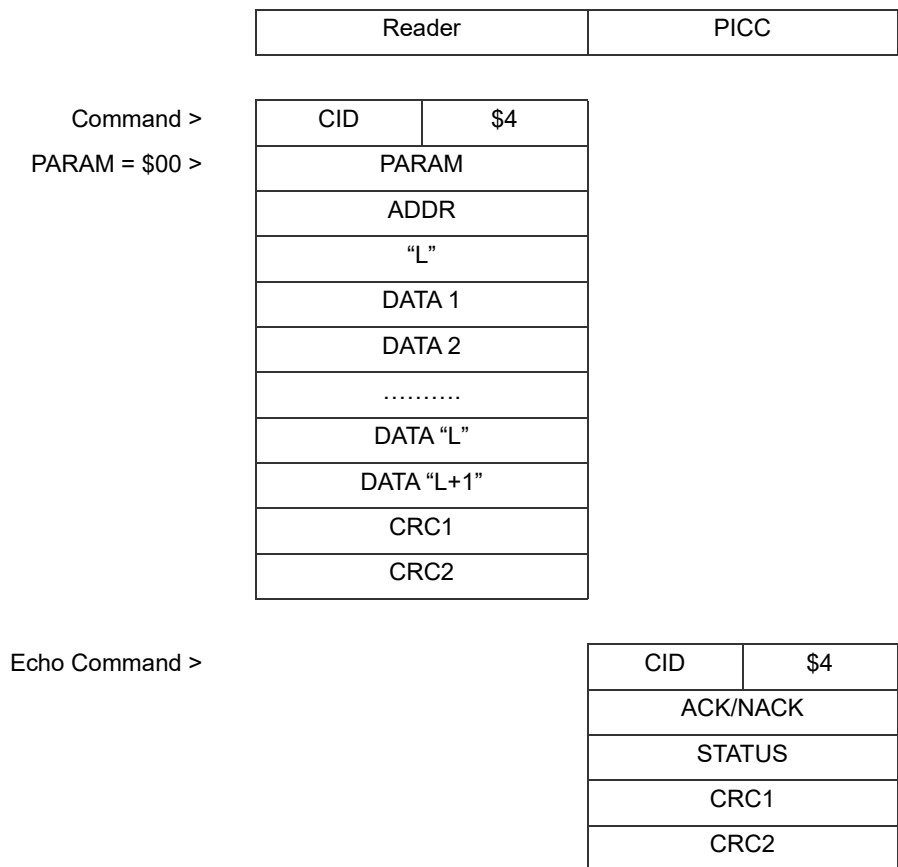 Reader PICC
Command > CID $4
PARAM = $00 > PARAM
ADDR
“L”
DATA 1
DATA 2
……….
DATA “L”
DATA “L+1”
CRC1
CRC2
Echo Command > CID $4
ACK/NACK
STATUS
CRC1
CRC2